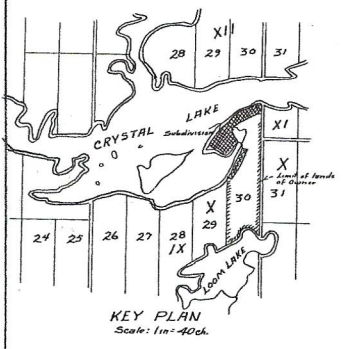 XII
28 29 30 31
CRYSTAL LAKE
Subdivision
XI
X
Limit of lands
of Owner
31
30
X
29
24 25 26 27 28
IX
LOOM LAKE
KEY PLAN
Scale: 1in=40ch.